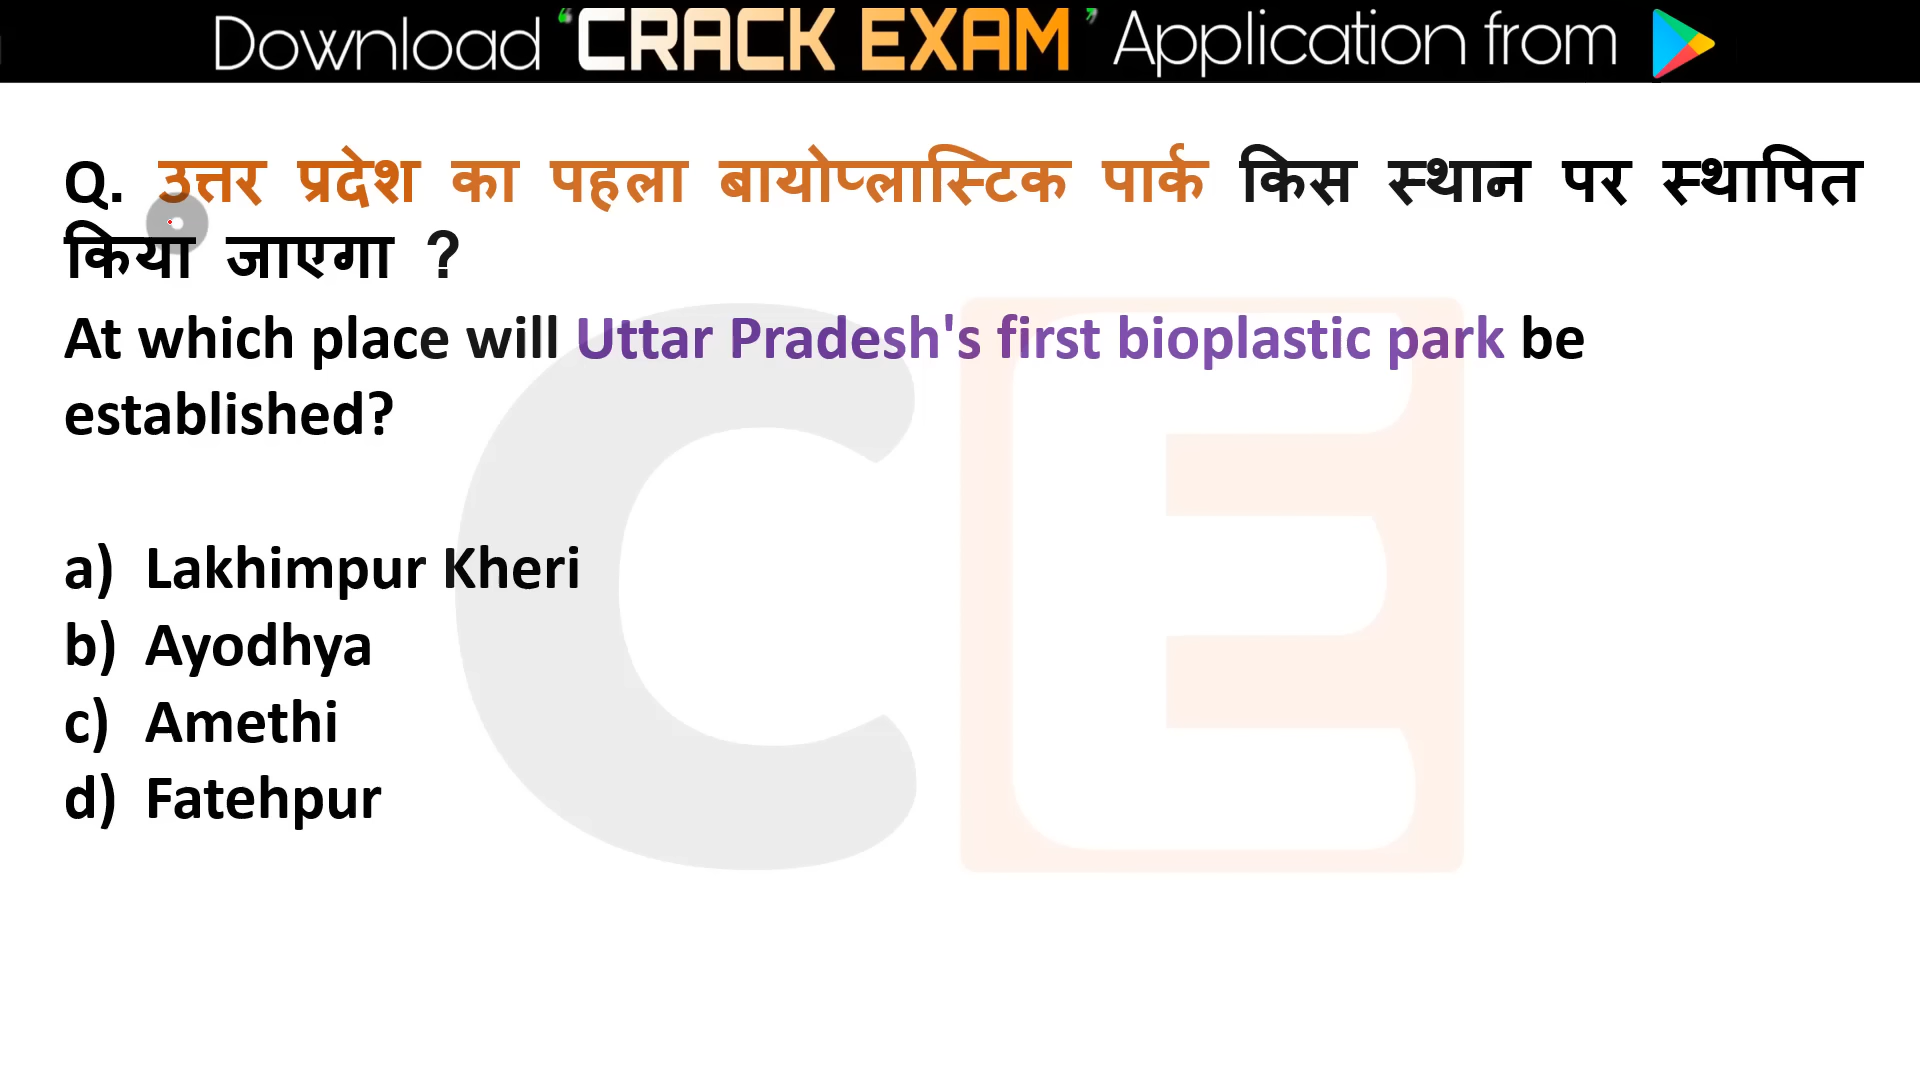 Download ‘CRACK EXAM’ Application from
Q. उत्तर प्रदेश का पहला बायोप्लास्टिक पार्क किस स्थान पर स्थापित
किया जाएगा ?
At which place will Uttar Pradesh's first bioplastic park be
established?
a) Lakhimpur Kheri
b) Ayodhya
c) Amethi
d) Fatehpur
CE